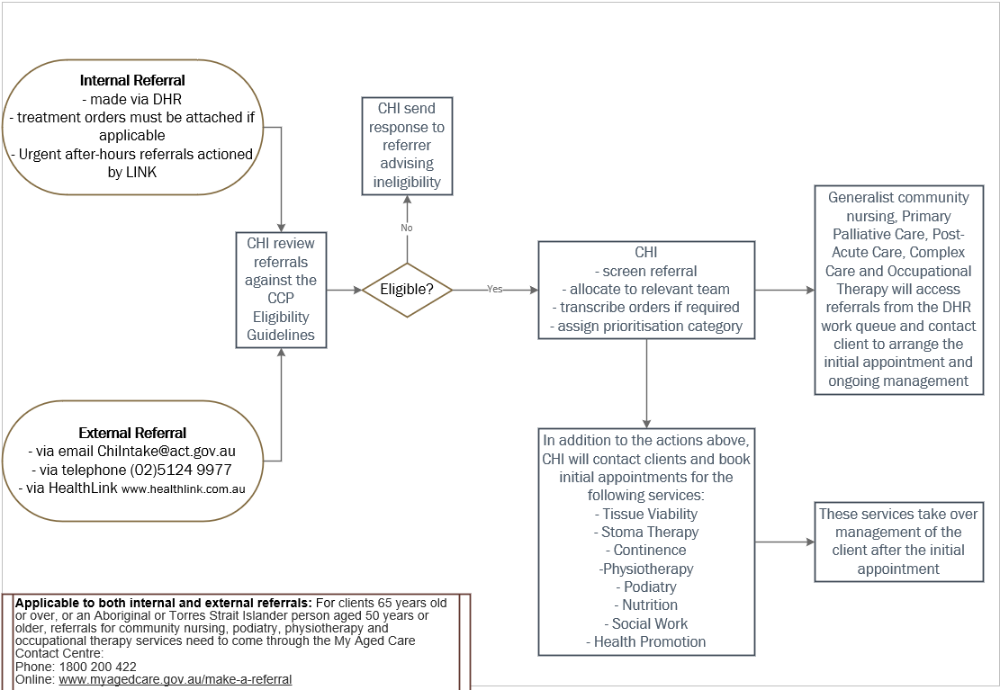 Internal Referral
- made via DHR
- treatment orders must be attached if
applicable
- Urgent after-hours referrals actioned
by LINK
CHI send
response to
referrer
advising
ineligibility
No
CHI review
referrals
against the
CCP
Eligibility
Guidelines
Eligible?
Yes
CHI
- screen referral
- allocate to relevant team
- transcribe orders if required
- assign prioritisation category
Generalist community
nursing, Primary
Palliative Care, Post-
Acute Care, Complex
Care and Occupational
Therapy will access
referrals from the DHR
work queue and contact
client to arrange the
initial appointment and
ongoing management
External Referral
- via email ChiIntake@act.gov.au
- via telephone (02)5124 9977
- via HealthLink www.healthlink.com.au
In addition to the actions above,
CHI will contact clients and book
initial appointments for the
following services:
- Tissue Viability
- Stoma Therapy
- Continence
-Physiotherapy
- Podiatry
- Nutrition
- Social Work
- Health Promotion
These services take over
management of the
client after the initial
appointment
Applicable to both internal and external referrals: For clients 65 years old
or over, or an Aboriginal or Torres Strait Islander person aged 50 years or
older, referrals for community nursing, podiatry, physiotherapy and
occupational therapy services need to come through the My Aged Care
Contact Centre:
Phone: 1800 200 422
Online: www.myagedcare.gov.au/make-a-referral